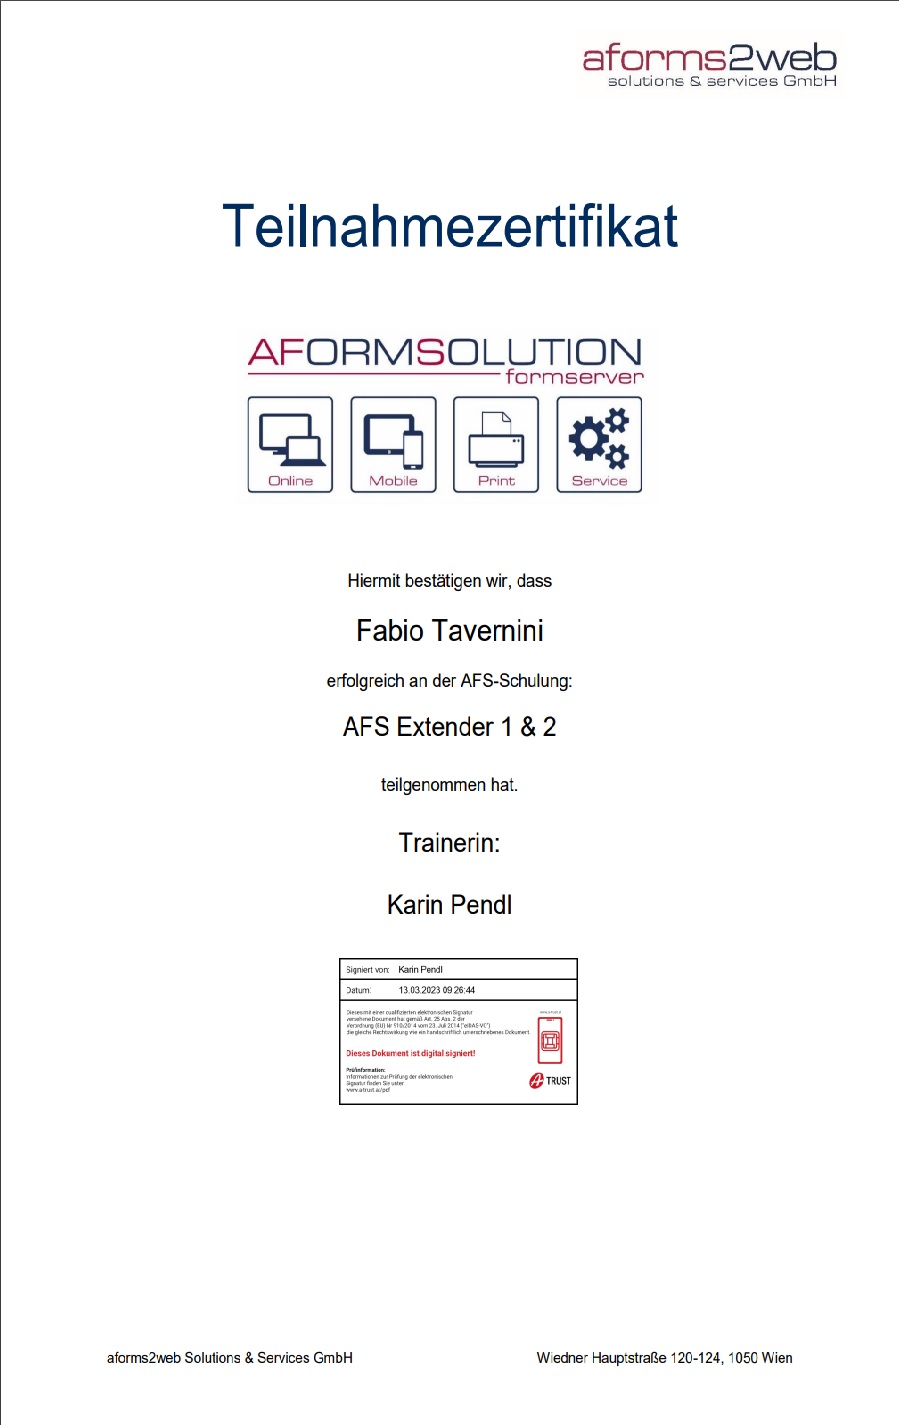 aforms2web
solutions & services GmbH
Teilnahmezertifikat
AFORMSOLUTION
formserver
Online Mobile Print Service
Hiermit bestätigen wir, dass
Fabio Tavernini
erfolgreich an der AFS-Schulung:
AFS Extender 1 & 2
teilgenommen hat.
Trainerin:
Karin Pendl
Signiert von: Karin Pendl
Datum: 13.03.2023 09:26:44
Dieses mit einer qualifizierten elektronischen Signatur
versehene Dokument hat gemäß Art. 25 Abs. 2 der
Verordnung (EU) Nr. 910/2014 vom 23. Juli 2014 ("eIDAS-VO")
die gleiche Rechtswirkung wie ein handschriftlich unterschriebenes Dokument.
Dieses Dokument ist digital signiert!
Prüfinformation:
Informationen zur Prüfung der elektronischen
Signatur finden Sie unter
www.a-trust.at/pdf
www.a-trust.at
A TRUST
aforms2web Solutions & Services GmbH Wiedner Hauptstraße 120-124, 1050 Wien